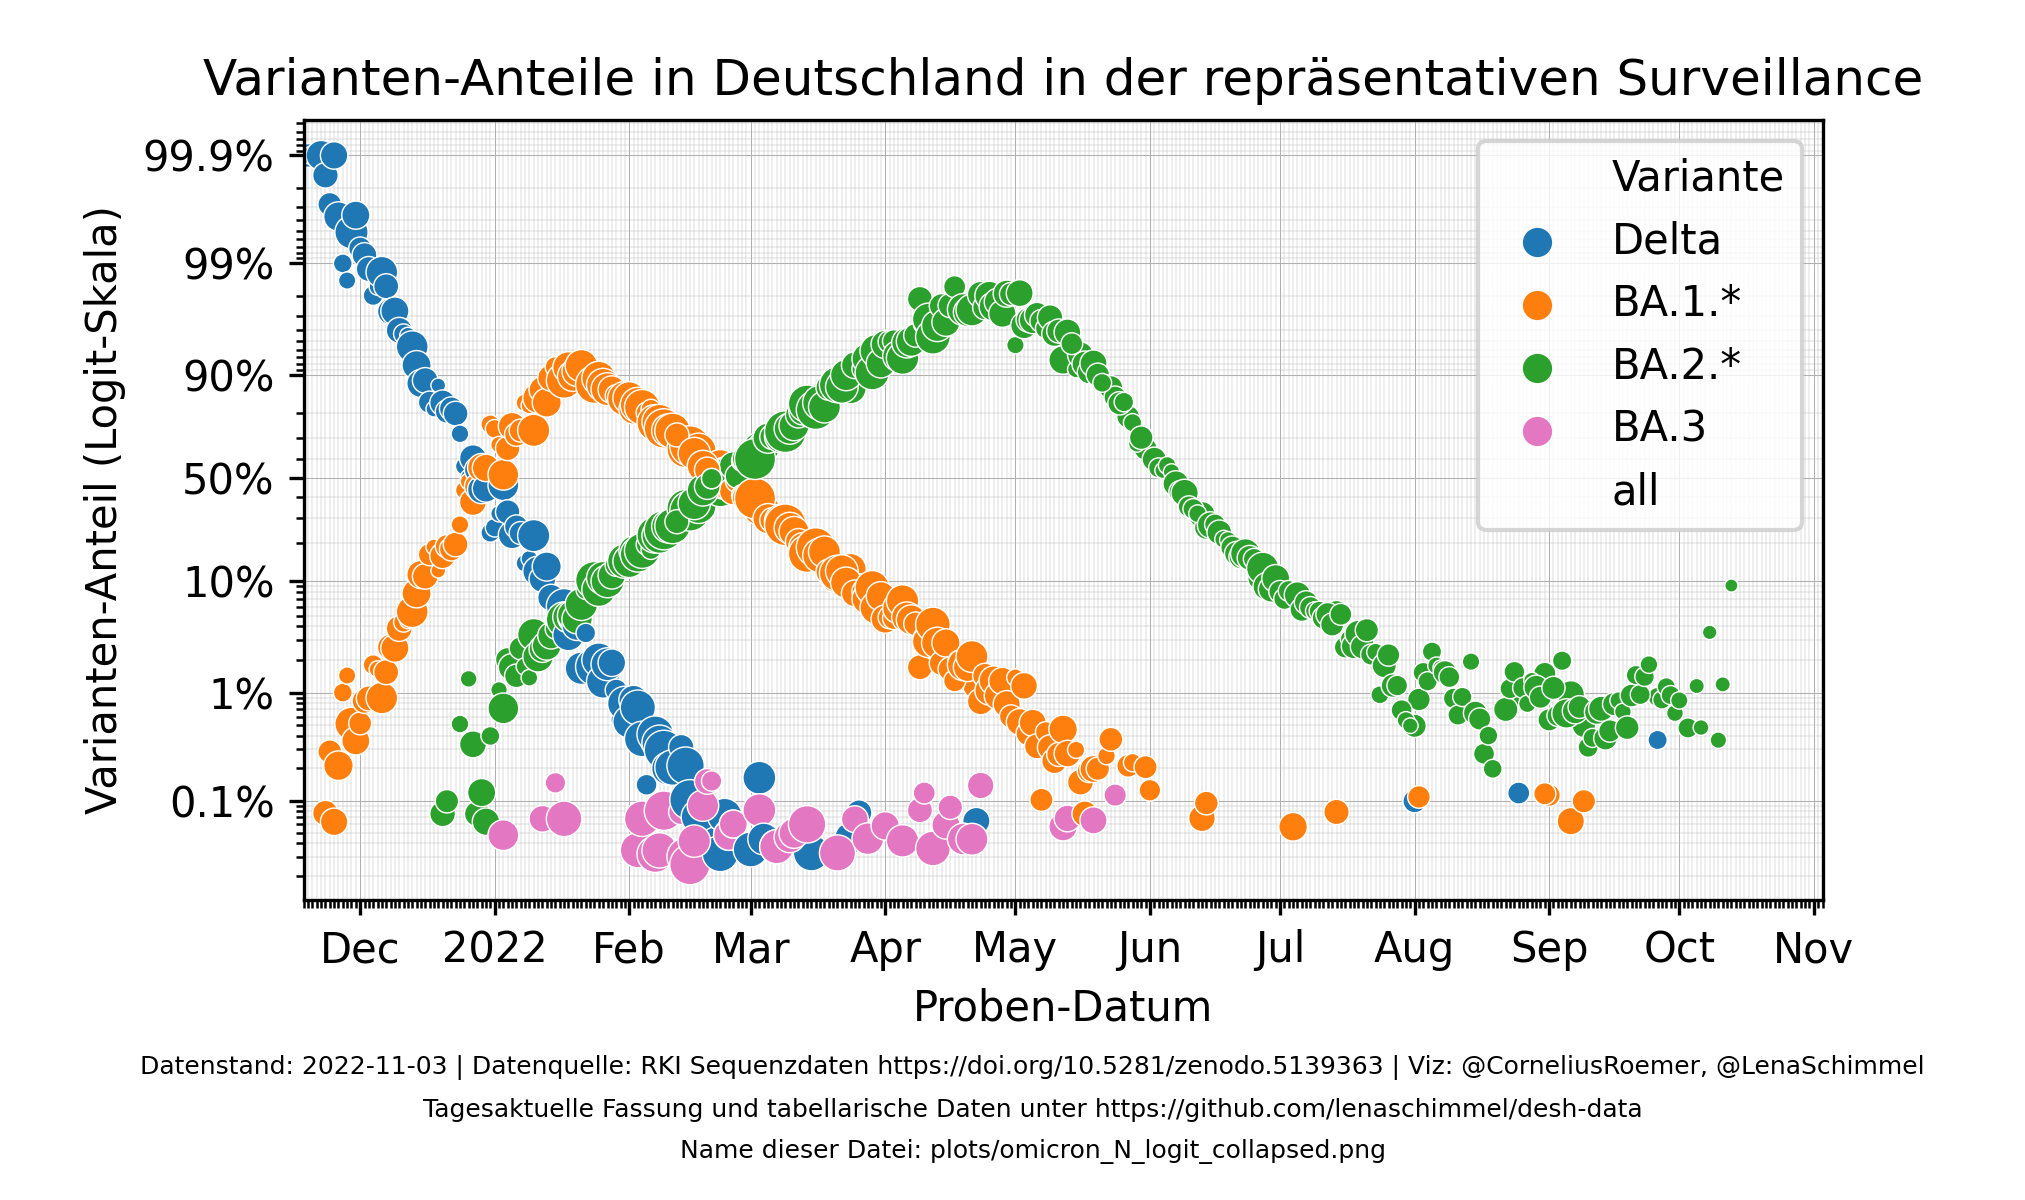 Varianten-Anteile in Deutschland in der repräsentativen Surveillance
Varianten-Anteil (Logit-Skala)
99.9%
99%
90%
50%
10%
1%
0.1%
Variante
Delta
BA.1.*
BA.2.*
BA.3
all
Dec 2022 Feb Mar Apr May Jun Jul Aug Sep Oct Nov
Proben-Datum
Datenstand: 2022-11-03 | Datenquelle: RKI Sequenzdaten https://doi.org/10.5281/zenodo.5139363 | Viz: @CorneliusRoemer, @LenaSchimmel
Tagesaktuelle Fassung und tabellarische Daten unter https://github.com/lenaschimmel/desh-data
Name dieser Datei: plots/omicron_N_logit_collapsed.png